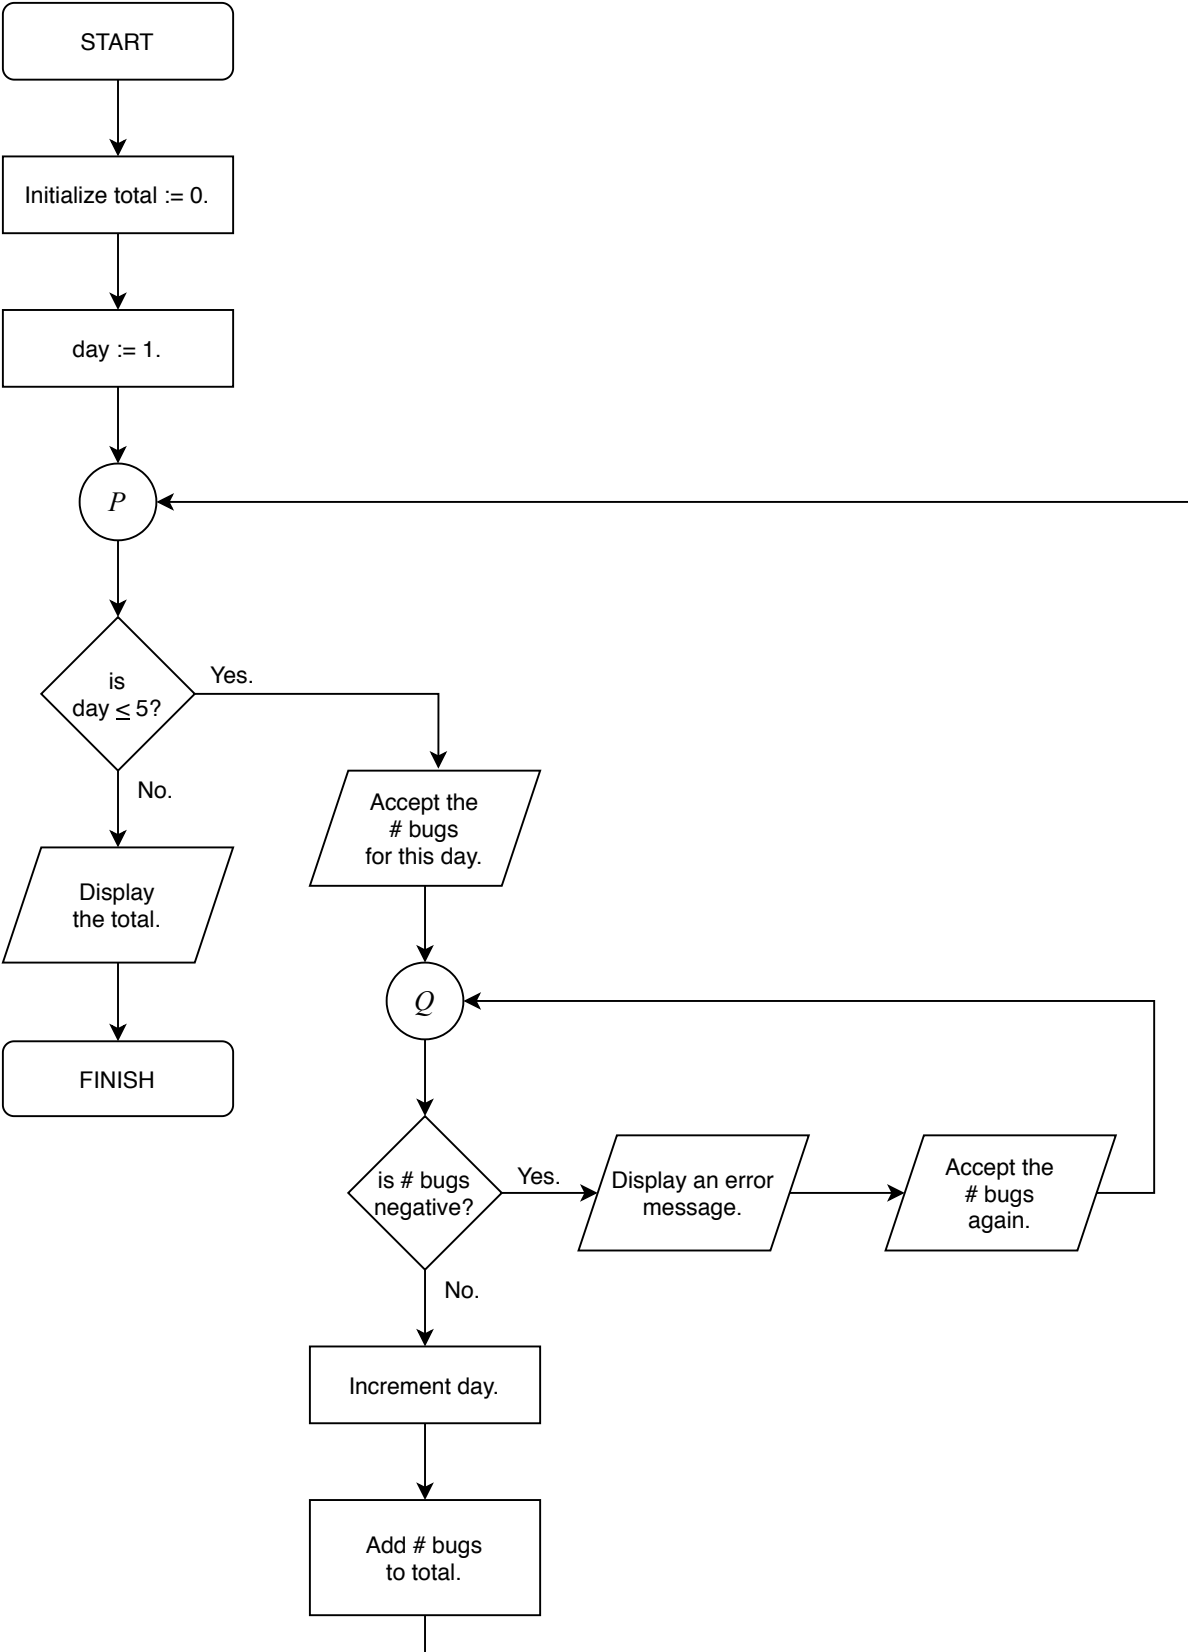 START
Initialize total := 0.
day := 1.
P
is
day ≤ 5?
Yes.
No.
Accept the
# bugs
for this day.
Display
the total.
Q
FINISH
is # bugs
negative?
Yes.
Display an error
message.
Accept the
# bugs
again.
No.
Increment day.
Add # bugs
to total.